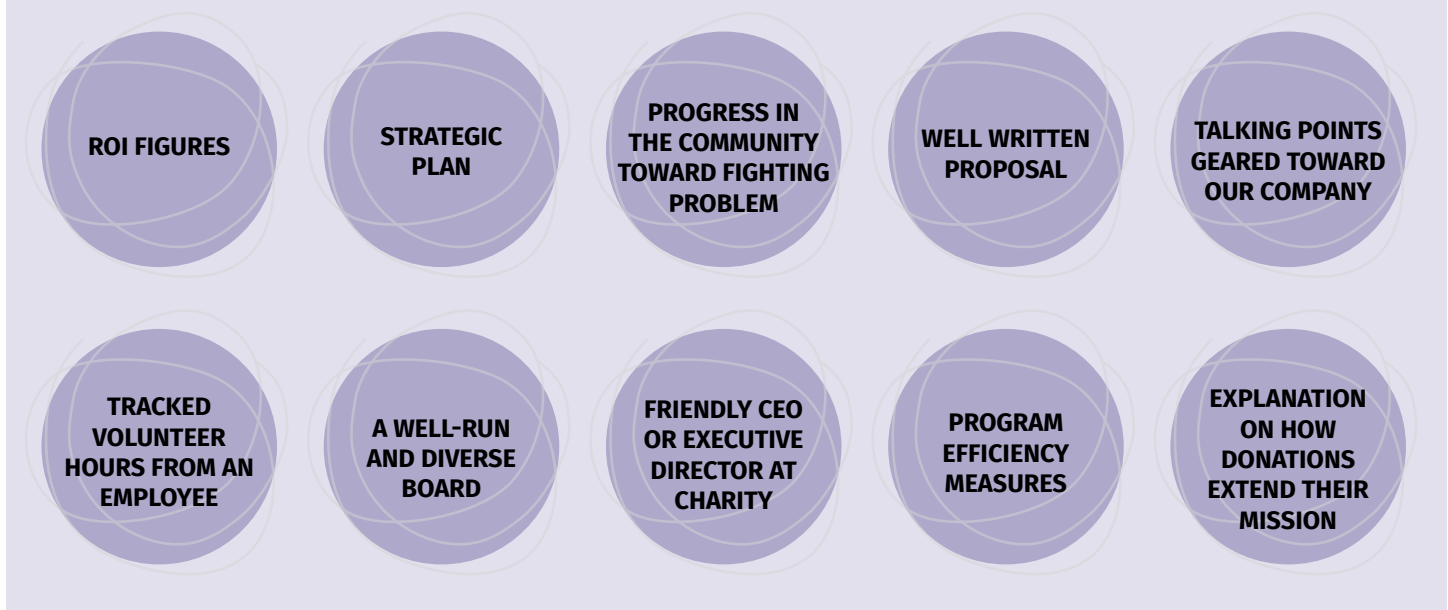 ROI FIGURES
STRATEGIC
PLAN
PROGRESS IN
THE COMMUNITY
TOWARD FIGHTING
PROBLEM
WELL WRITTEN
PROPOSAL
TALKING POINTS
GEARED TOWARD
OUR COMPANY
TRACKED
VOLUNTEER
HOURS FROM AN
EMPLOYEE
A WELL-RUN
AND DIVERSE
BOARD
FRIENDLY CEO
OR EXECUTIVE
DIRECTOR AT
CHARITY
PROGRAM
EFFICIENCY
MEASURES
EXPLANATION
ON HOW
DONATIONS
EXTEND THEIR
MISSION